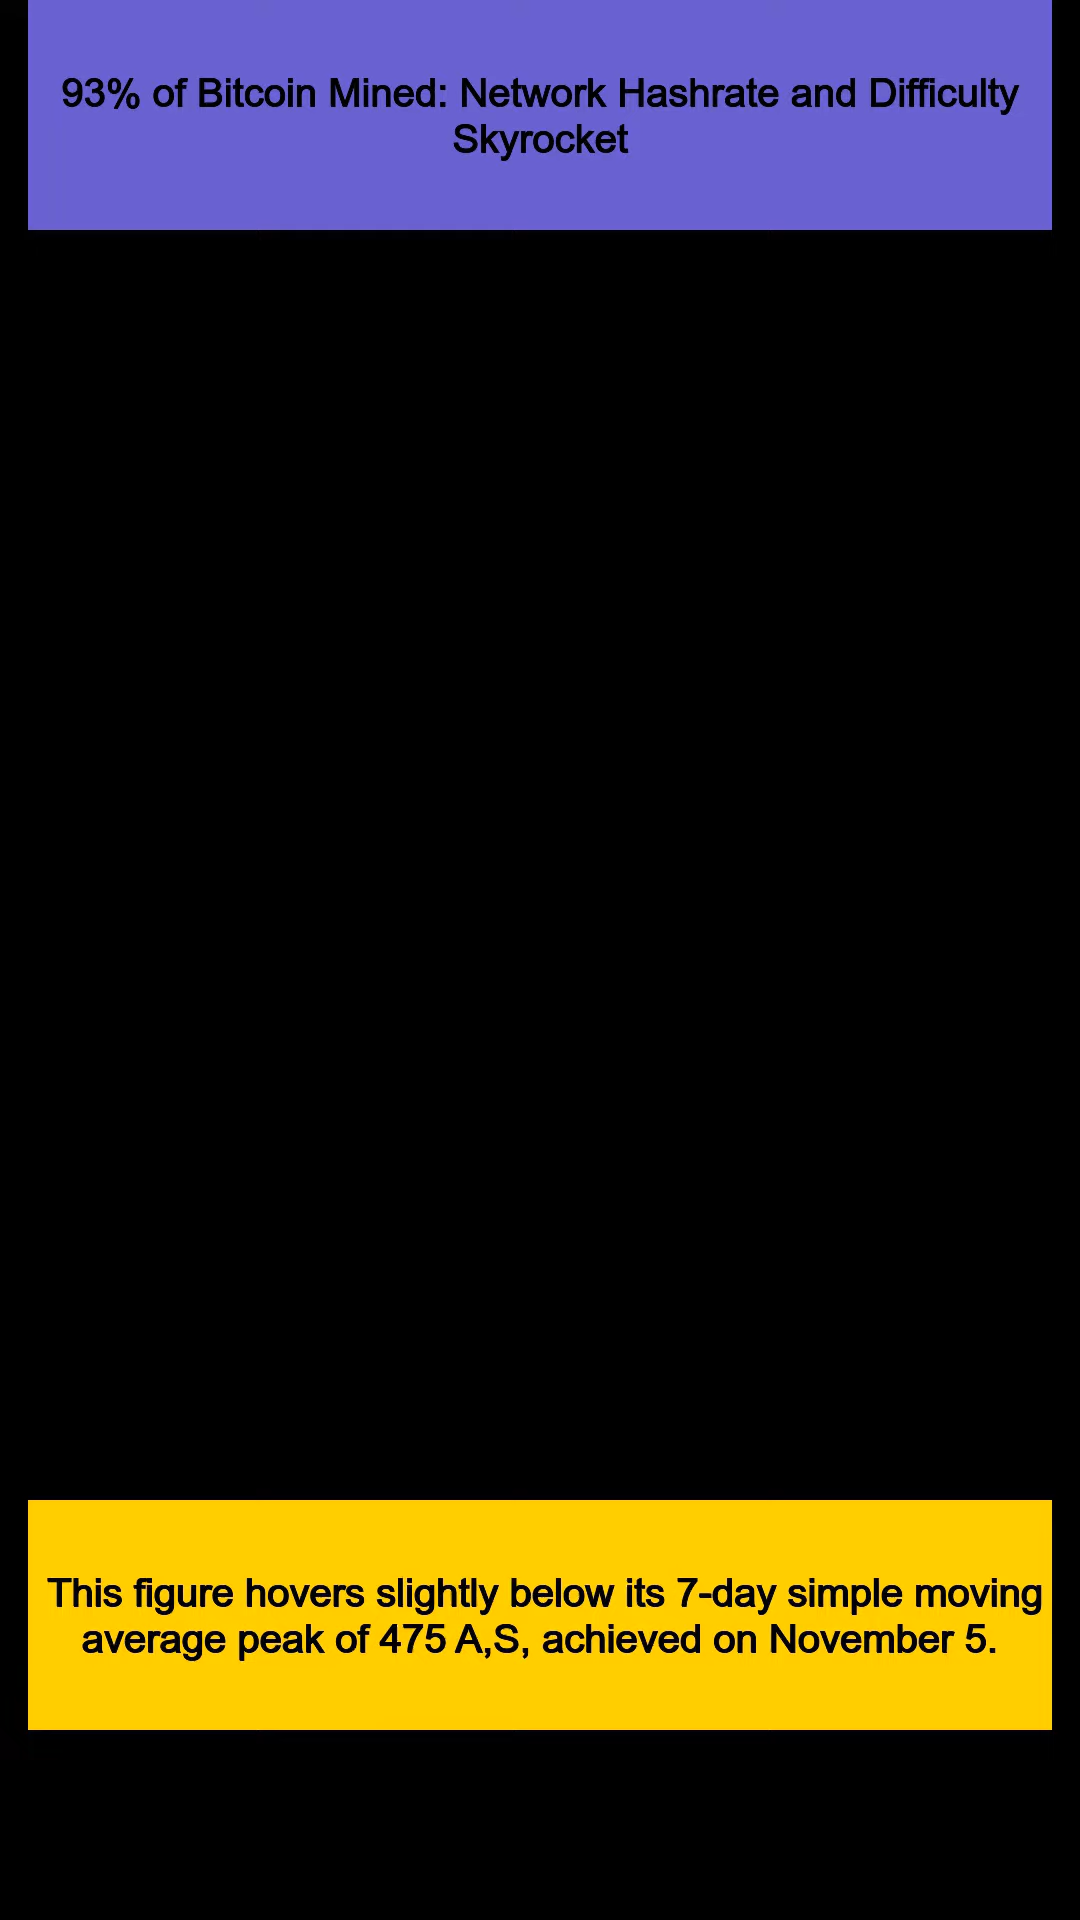 93% of Bitcoin Mined: Network Hashrate and Difficulty
Skyrocket
This figure hovers slightly below its 7-day simple moving
average peak of 475 A,S, achieved on November 5.